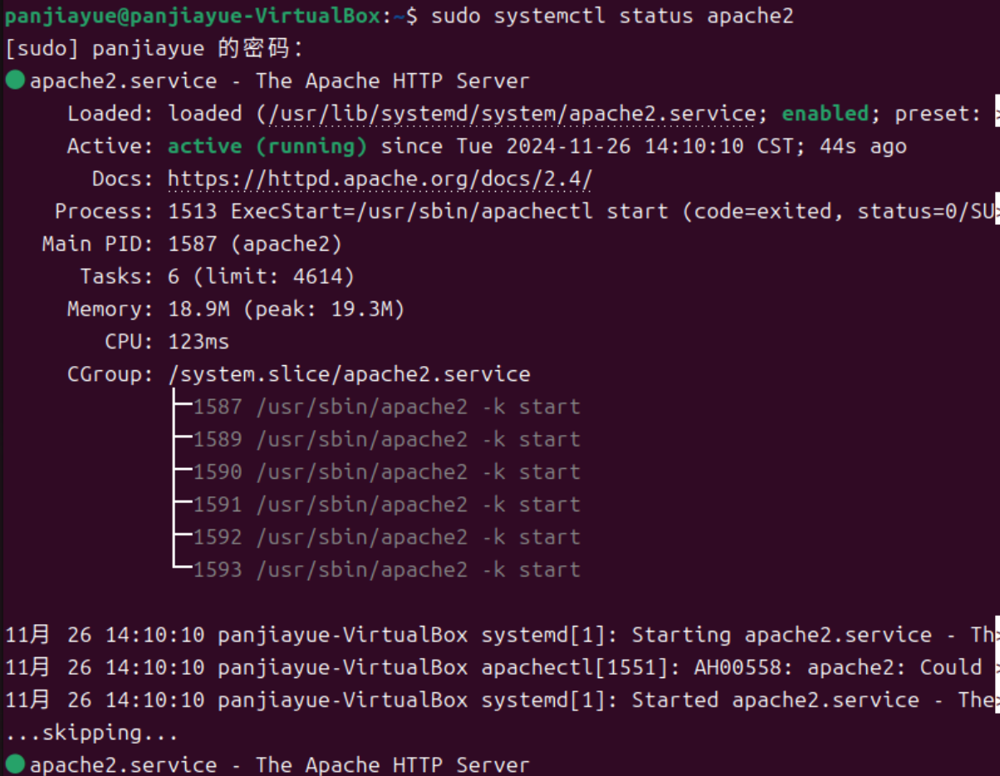 panjiayue@panjiayue-VirtualBox:~$ sudo systemctl status apache2
[sudo] panjiayue 的密码：
apache2.service - The Apache HTTP Server
Loaded: loaded (/usr/lib/systemd/system/apache2.service; enabled; preset: >
Active: active (running) since Tue 2024-11-26 14:10:10 CST; 44s ago
Docs: https://httpd.apache.org/docs/2.4/
Process: 1513 ExecStart=/usr/sbin/apachectl start (code=exited, status=0/SU>
Main PID: 1587 (apache2)
Tasks: 6 (limit: 4614)
Memory: 18.9M (peak: 19.3M)
CPU: 123ms
CGroup: /system.slice/apache2.service
├─1587 /usr/sbin/apache2 -k start
├─1589 /usr/sbin/apache2 -k start
├─1590 /usr/sbin/apache2 -k start
├─1591 /usr/sbin/apache2 -k start
├─1592 /usr/sbin/apache2 -k start
└─1593 /usr/sbin/apache2 -k start
11月 26 14:10:10 panjiayue-VirtualBox systemd[1]: Starting apache2.service - Th>
11月 26 14:10:10 panjiayue-VirtualBox apachectl[1551]: AH00558: apache2: Could >
11月 26 14:10:10 panjiayue-VirtualBox systemd[1]: Started apache2.service - The>
...skipping...
apache2.service - The Apache HTTP Server